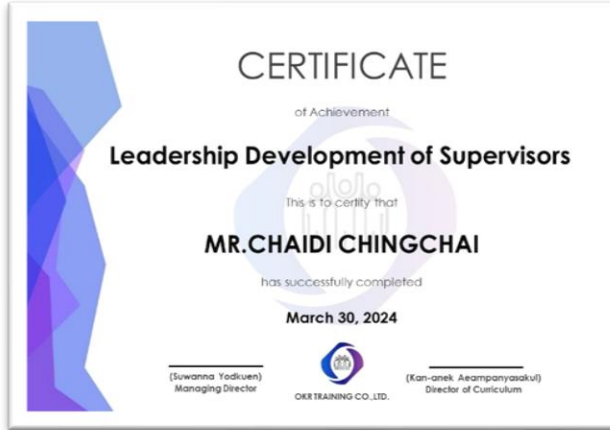 CERTIFICATE
of Achievement
Leadership Development of Supervisors
This is to certify that
MR.CHAIDI CHINGCHAI
has successfully completed
March 30, 2024
(Suwanna Yodkuen)
Managing Director
OKR TRAINING CO.,LTD.
(Kan-anek Aeampanyasakul)
Director of Curriculum